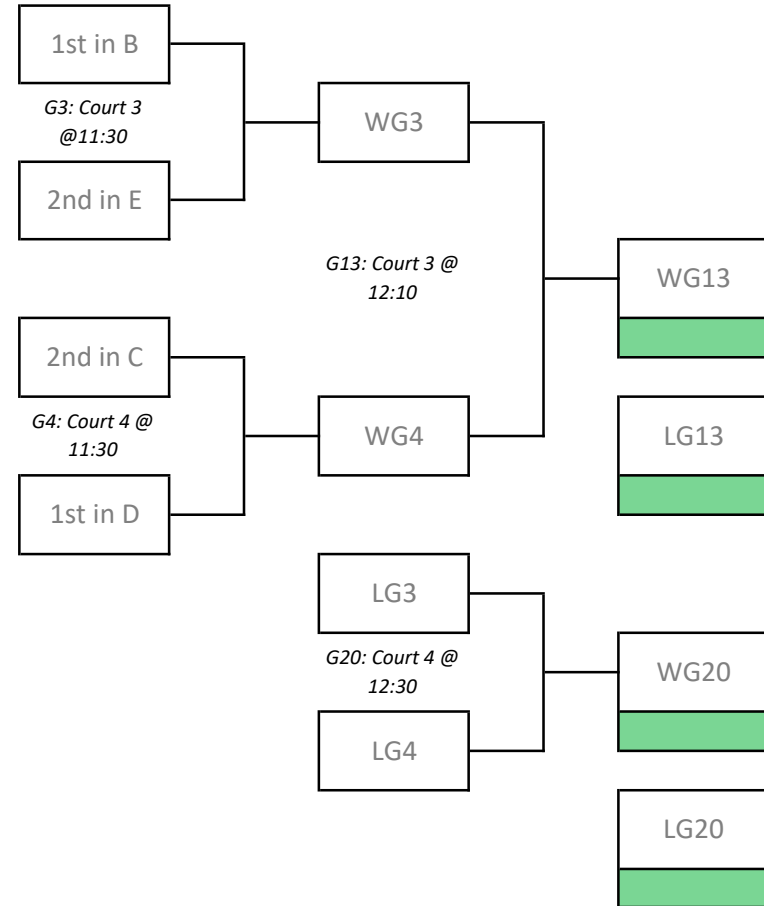 1st in B
G3: Court 3
@11:30
WG3
2nd in E
G13: Court 3 @
12:10
WG13
2nd in C
G4: Court 4 @
11:30
WG4
LG13
1st in D
LG3
G20: Court 4 @
12:30
WG20
LG4
LG20